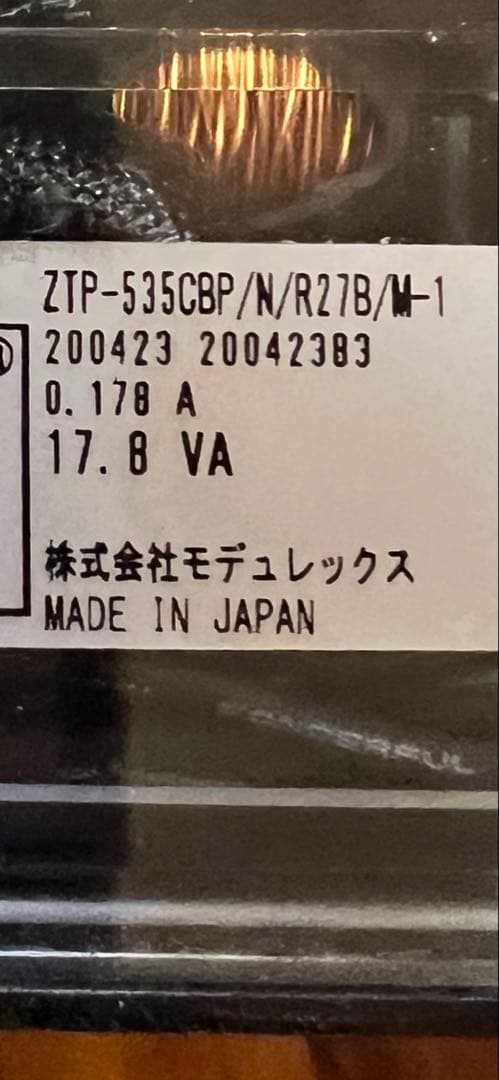 ZTP-535CBP/N/R27B/M-1
200423 20042383
0.178 A
17.8 VA
株式会社モデュレックス
MADE IN JAPAN